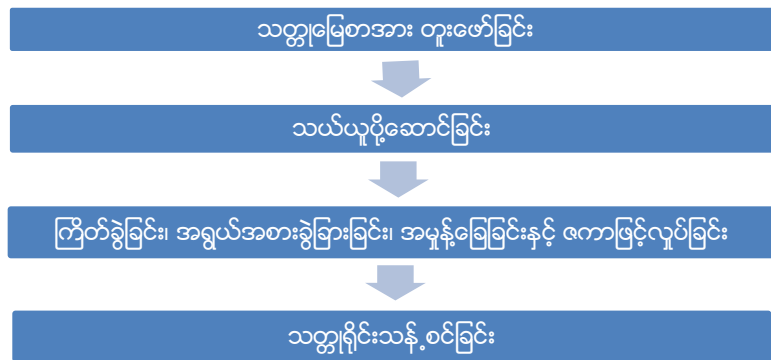 သတ္တုမြေစာအား တူးဖော်ခြင်း
သယ်ယူပို့ဆောင်ခြင်း
ကြိတ်ခွဲခြင်း၊ အရွယ်အစားခွဲခြားခြင်း၊ အမှုန့်ခြေခြင်းနှင့် ဇကာဖြင့်လှုပ်ခြင်း
သတ္တုရိုင်းသန့်စင်ခြင်း